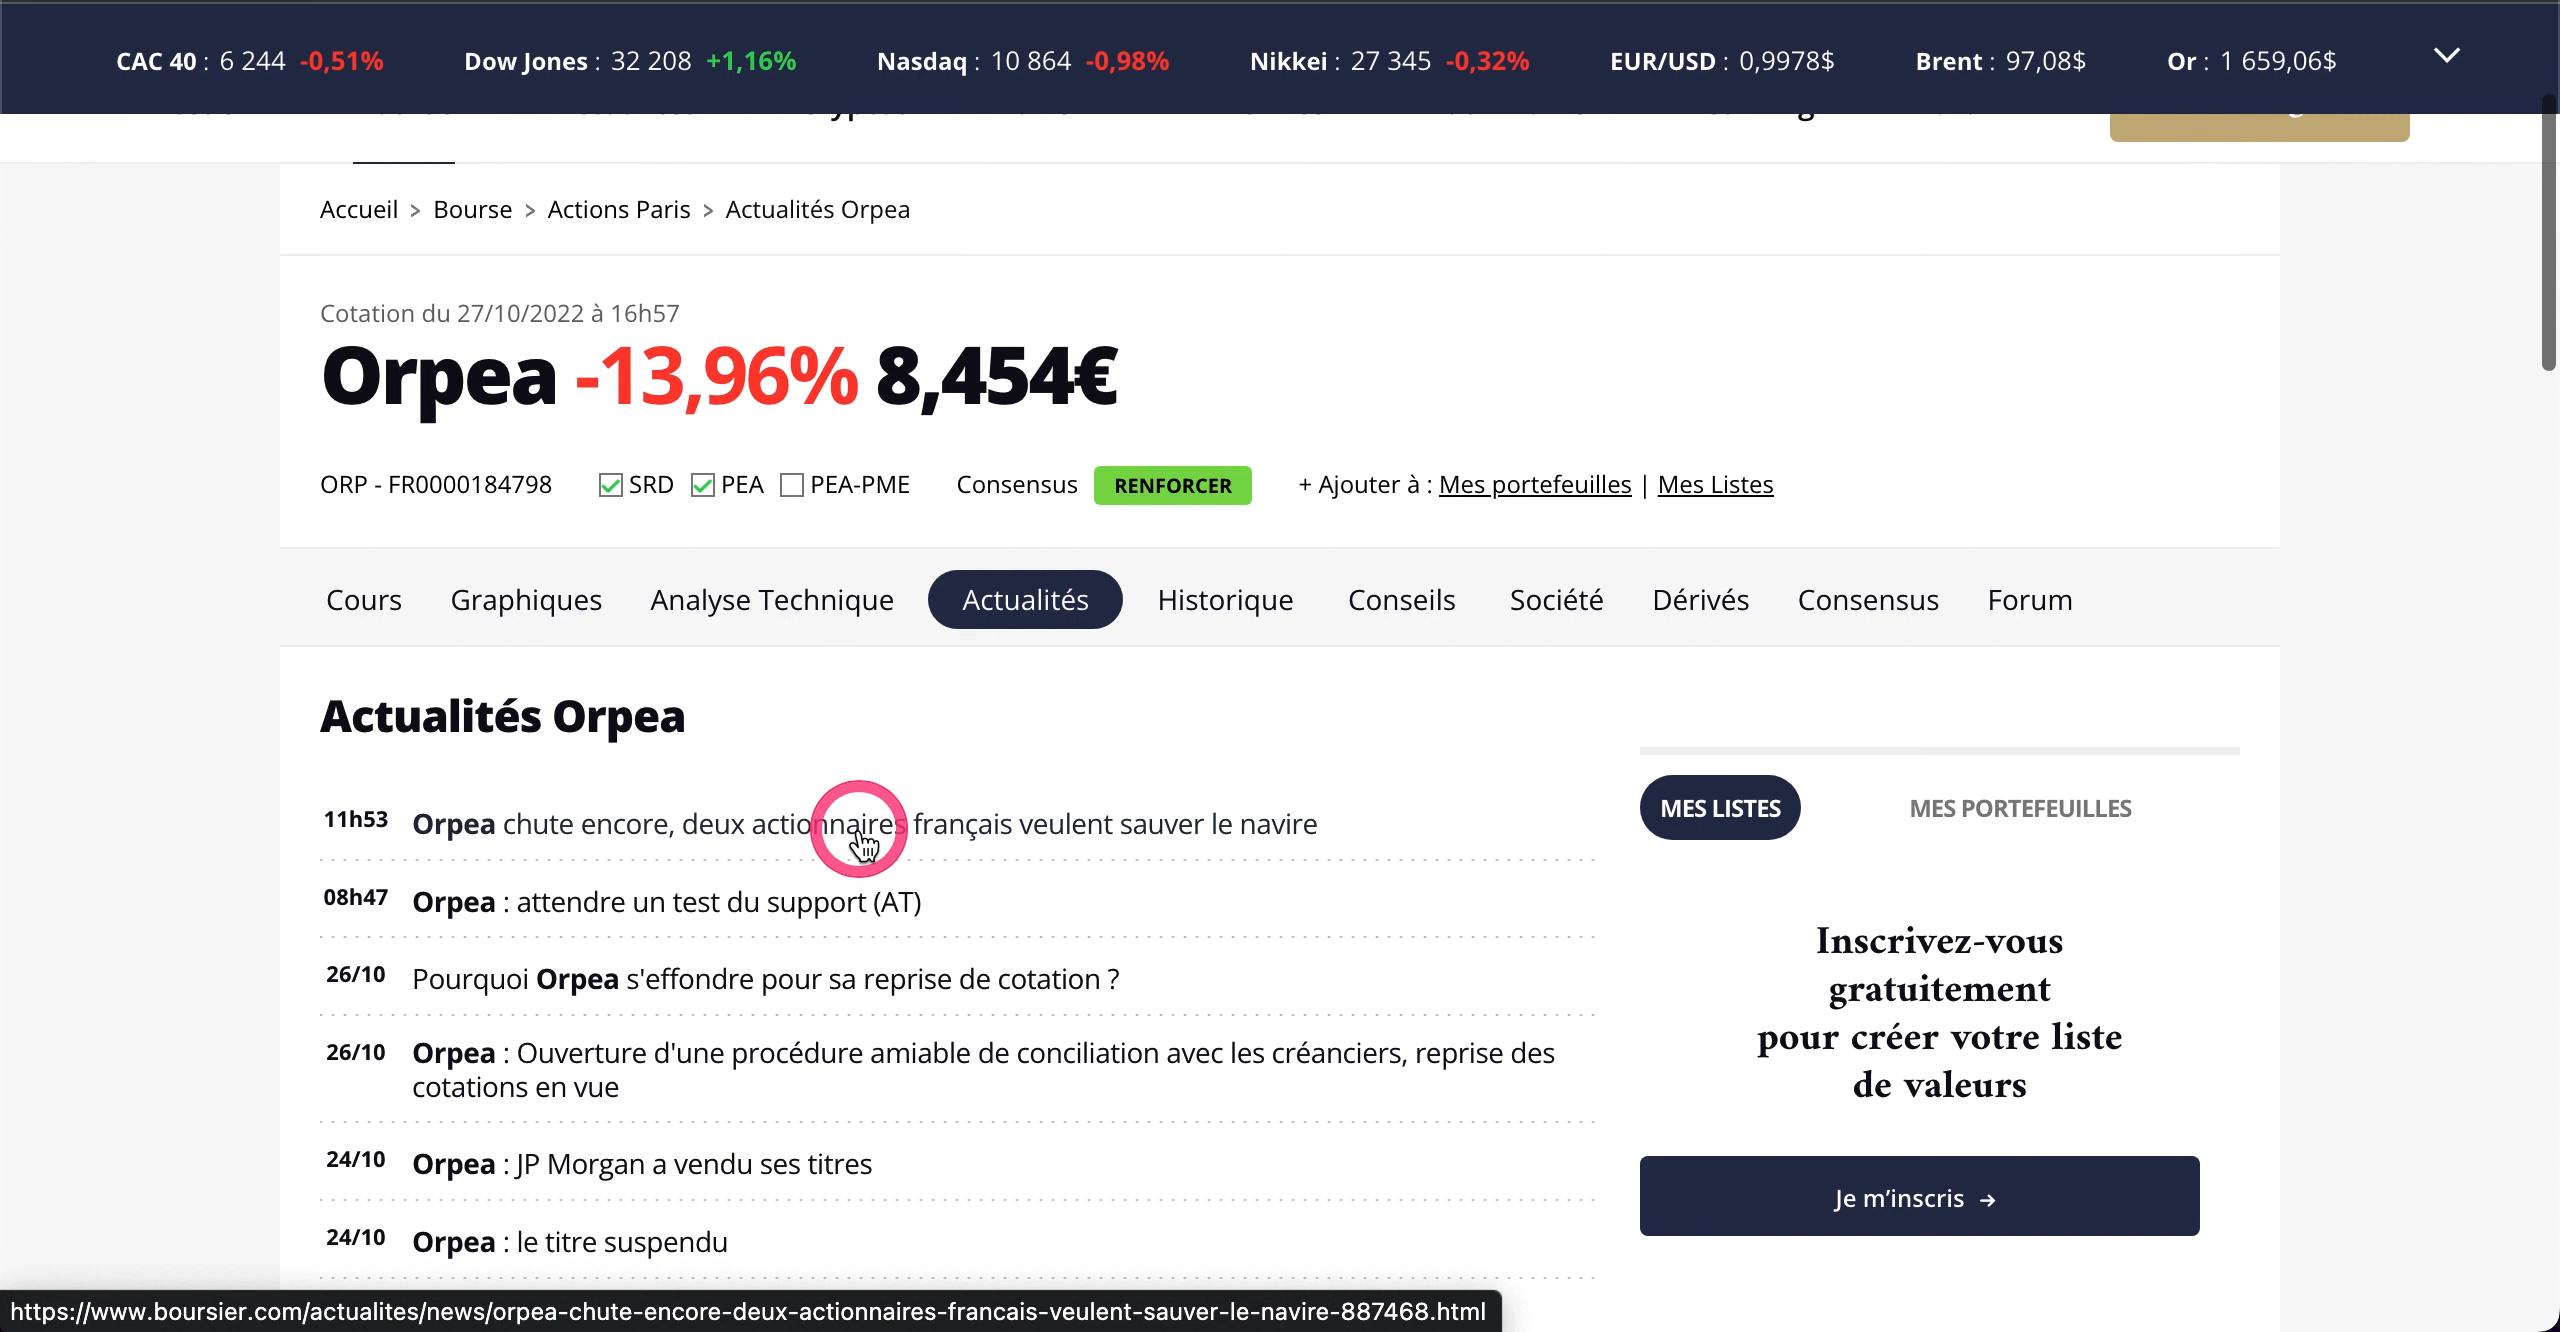 CAC 40 : 6 244 -0,51% Dow Jones : 32 208 +1,16% Nasdaq : 10 864 -0,98% Nikkei : 27 345 -0,32% EUR/USD : 0,9978$ Brent : 97,08$ Or : 1 659,06$
Accueil > Bourse > Actions Paris > Actualités Orpea
Cotation du 27/10/2022 à 16h57
Orpea -13,96% 8,454€
ORP - FR0000184798 SRD PEA PEA-PME Consensus RENFORCER + Ajouter à : Mes portefeuilles | Mes Listes
Cours Graphiques Analyse Technique Actualités Historique Conseils Société Dérivés Consensus Forum
Actualités Orpea
11h53 Orpea chute encore, deux actionnaires français veulent sauver le navire
08h47 Orpea : attendre un test du support (AT)
26/10 Pourquoi Orpea s'effondre pour sa reprise de cotation ?
26/10 Orpea : Ouverture d'une procédure amiable de conciliation avec les créanciers, reprise des
cotations en vue
24/10 Orpea : JP Morgan a vendu ses titres
24/10 Orpea : le titre suspendu
MES LISTES MES PORTEFEUILLES
Inscrivez-vous
gratuitement
pour créer votre liste
de valeurs
Je m’inscris →
https://www.boursier.com/actualites/news/orpea-chute-encore-deux-actionnaires-francais-veulent-sauver-le-navire-887468.html